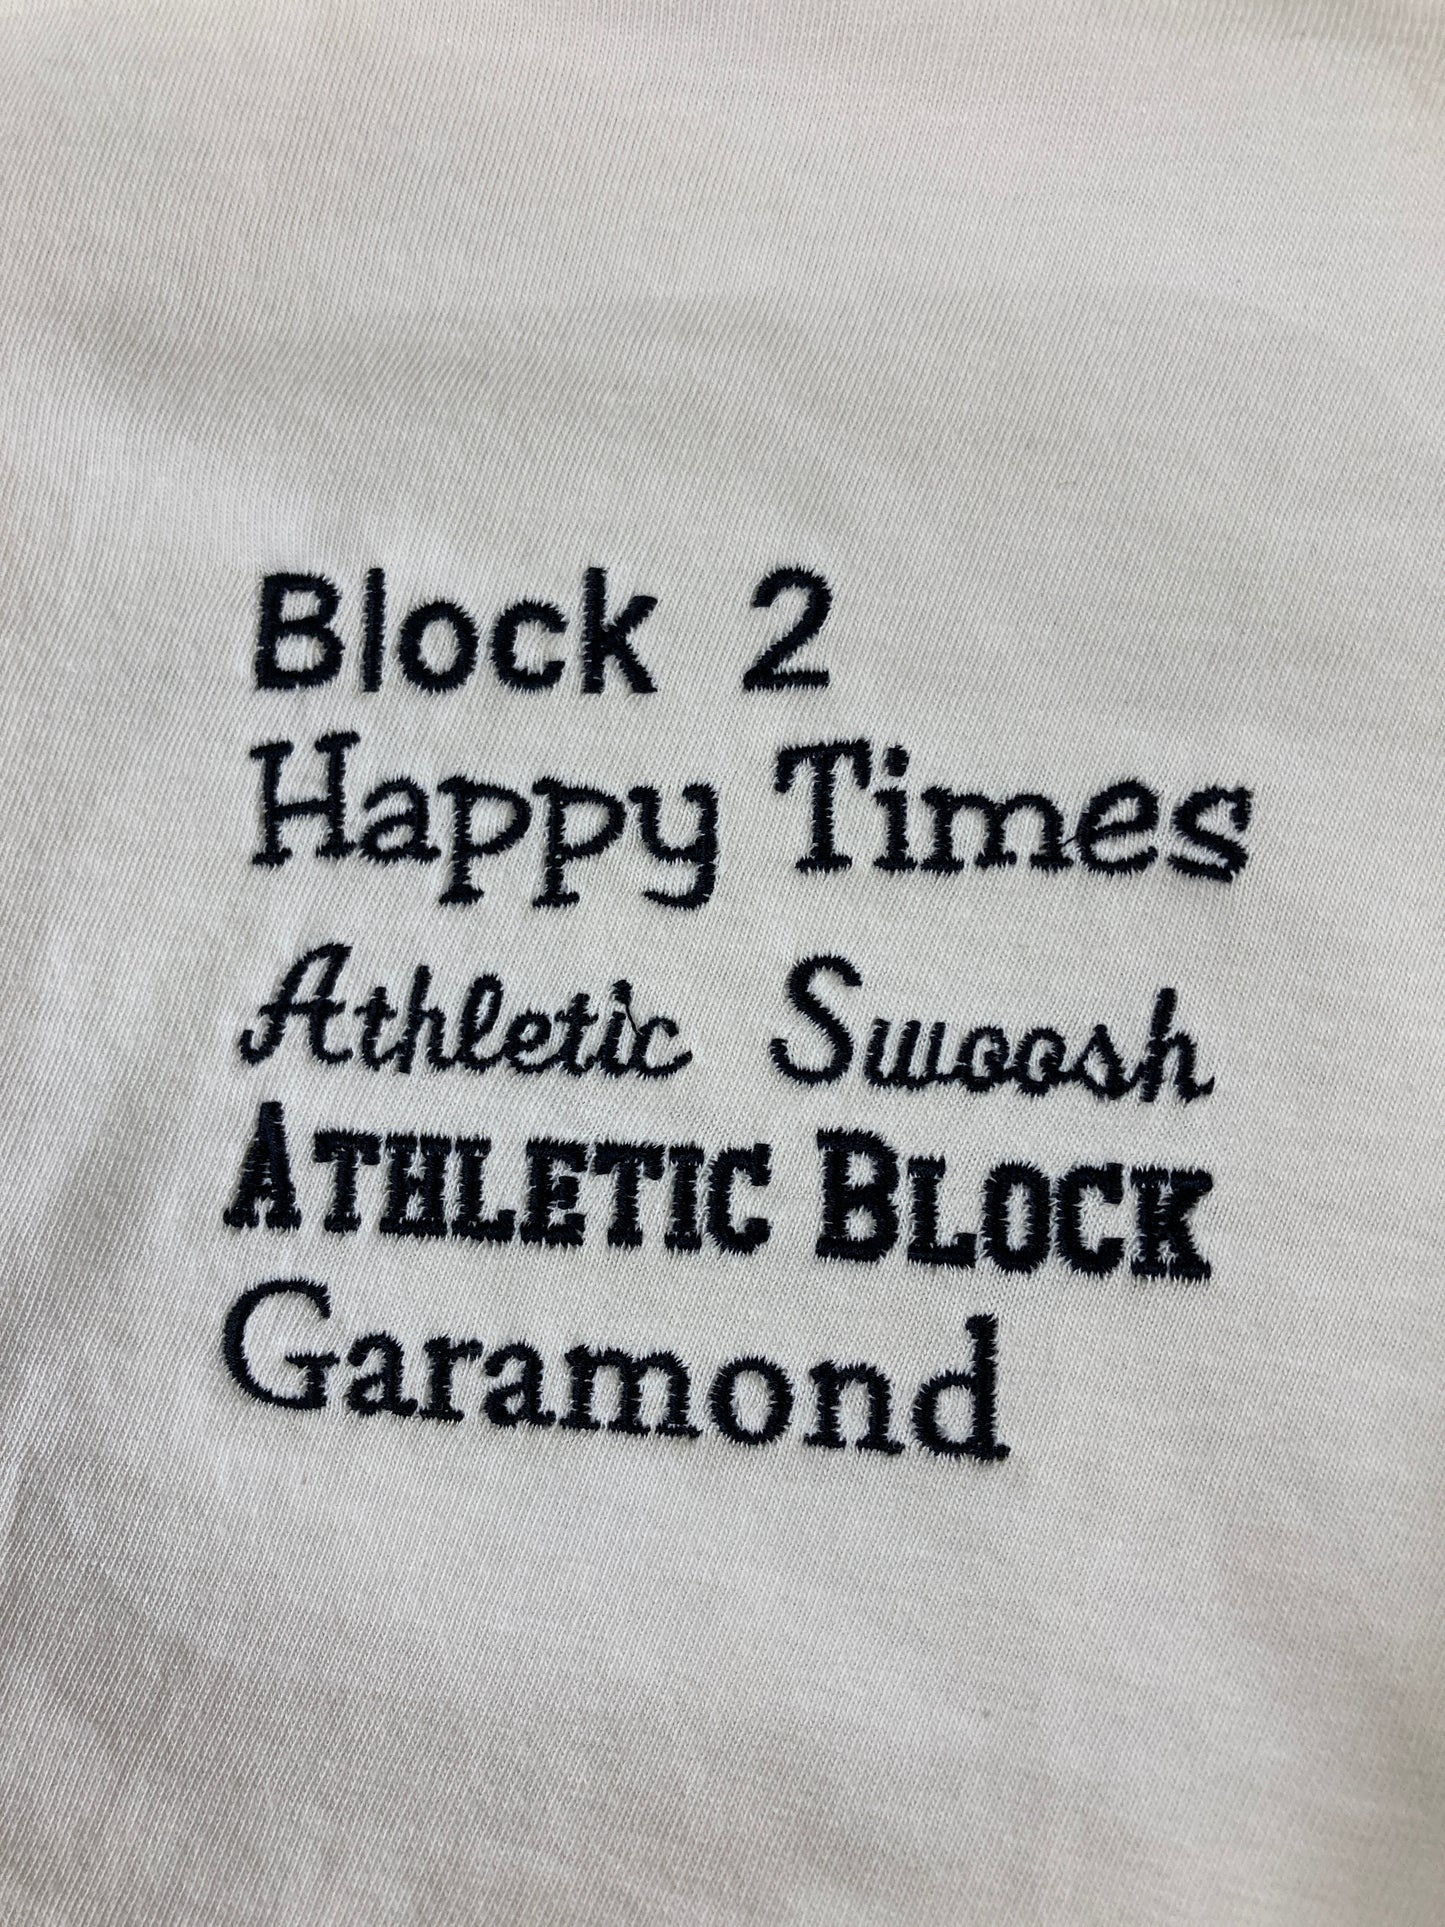 Block 2
Happy Times
Athletic Swoosh
ATHLETIC BLOCK
Garamond